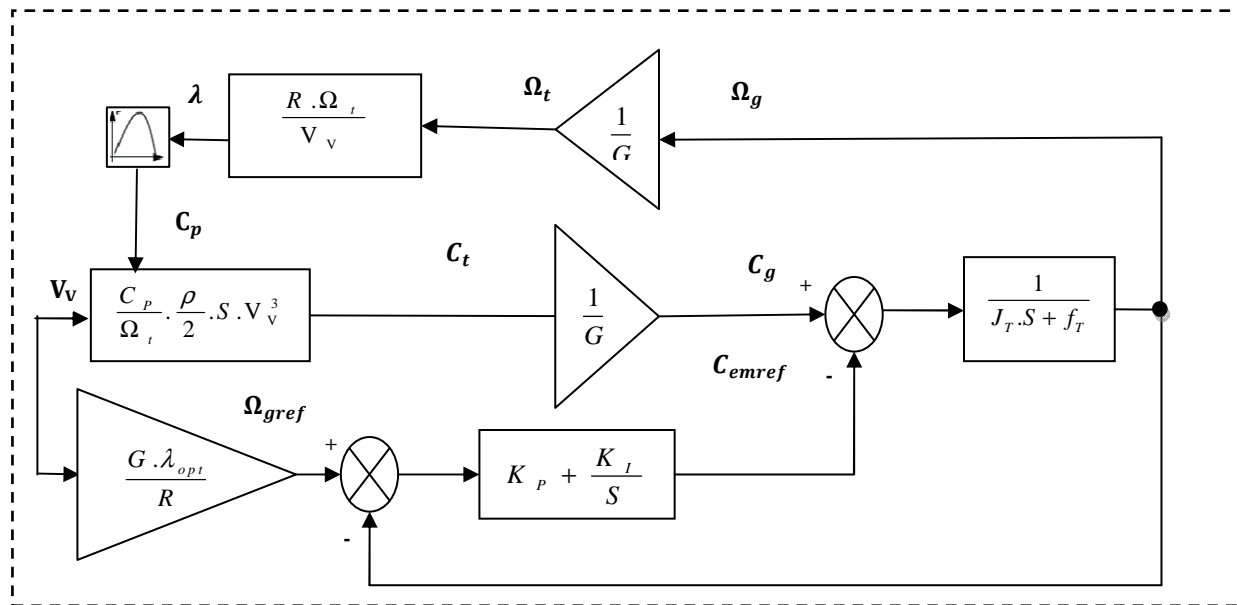 λ
R . Ω_t / V_V
Ω_t
1/G
Ω_g
C_p
V_V
C_P/Ω_t . ρ/2 . S . V_V^3
C_t
1/G
C_g
+
-
1 / (J_T . S + f_T)
C_emref
G . λ_opt / R
Ω_gref
+
-
K_P + K_I/S